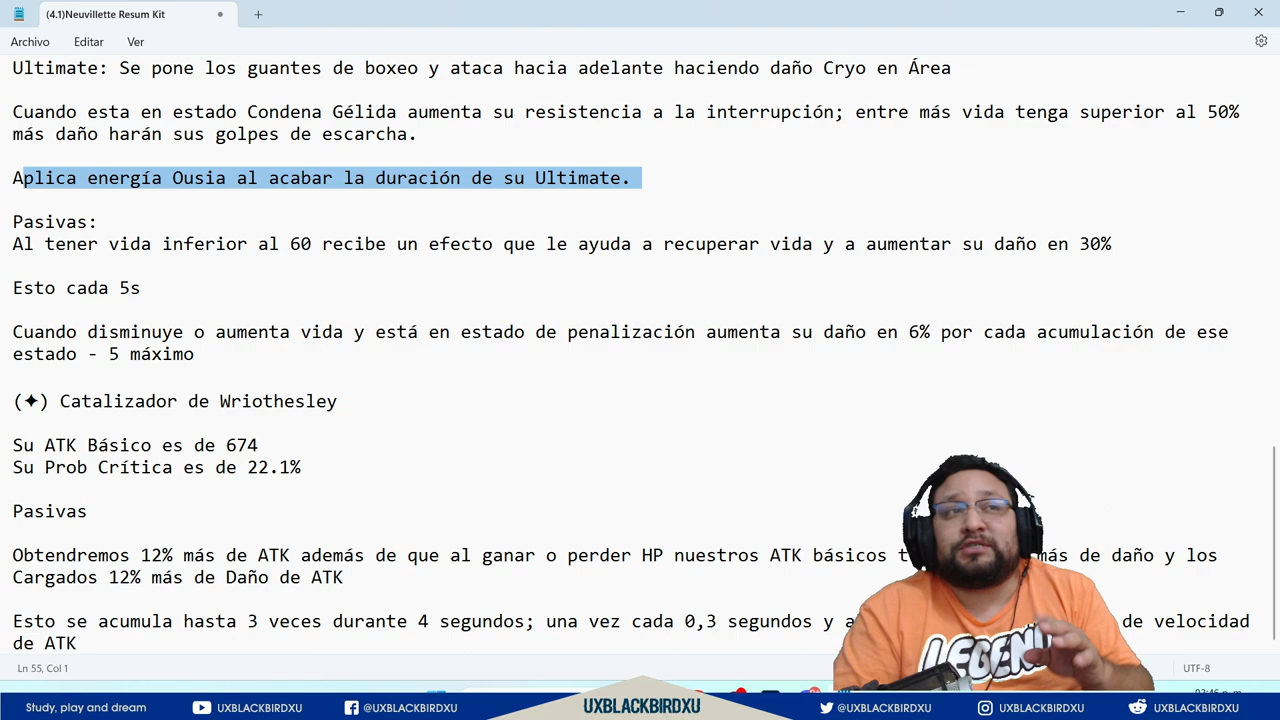 (4.1)Neuvillette Resum Kit
Archivo Editar Ver
Ultimate: Se pone los guantes de boxeo y ataca hacia adelante haciendo daño Cryo en Área
Cuando esta en estado Condena Gélida aumenta su resistencia a la interrupción; entre más vida tenga superior al 50%
más daño harán sus golpes de escarcha.
Aplica energía Ousia al acabar la duración de su Ultimate.
Pasivas:
Al tener vida inferior al 60 recibe un efecto que le ayuda a recuperar vida y a aumentar su daño en 30%
Esto cada 5s
Cuando disminuye o aumenta vida y está en estado de penalización aumenta su daño en 6% por cada acumulación de ese
estado - 5 máximo
(✦) Catalizador de Wriothesley
Su ATK Básico es de 674
Su Prob Crítica es de 22.1%
Pasivas
Obtendremos 12% más de ATK además de que al ganar o perder HP nuestros ATK básicos más de daño y los
Cargados 12% más de Daño de ATK
Esto se acumula hasta 3 veces durante 4 segundos; una vez cada 0,3 segundos y de velocidad
de ATK
LEGEND
Ln 55, Col 1 UTF-8
Study, play and dream UXBLACKBIRDXU @UXBLACKBIRDXU UXBLACKBIRDXU @UXBLACKBIRDXU UXBLACKBIRDXU UXBLACKBIRDXU